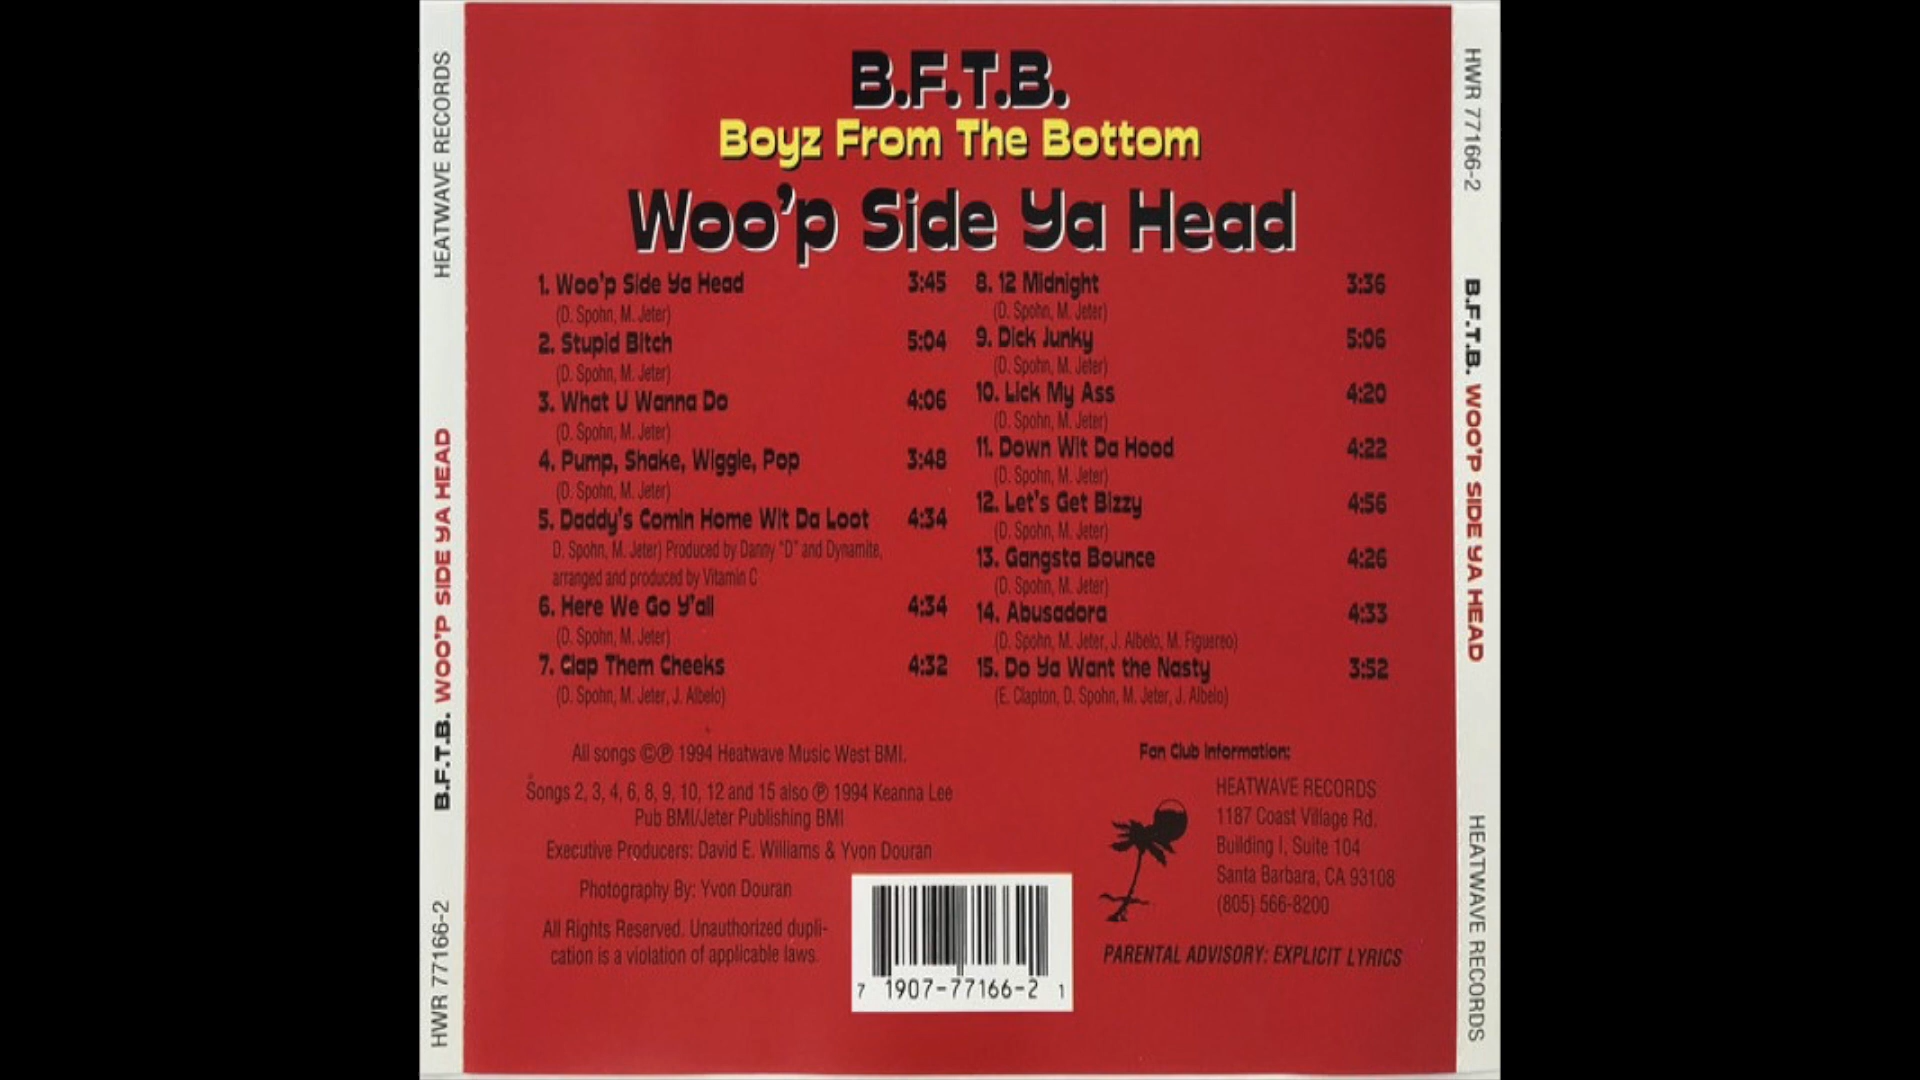 B.F.T.B.
Boyz From The Bottom
Woo'p Side Ya Head
1. Woo'p Side Ya Head 3:45
(D. Spohn, M. Jeter)
2. Stupid Bitch 5:04
(D. Spohn, M. Jeter)
3. What U Wanna Do 4:06
(D. Spohn, M. Jeter)
4. Pump, Shake, Wiggle, Pop 3:48
(D. Spohn, M. Jeter)
5. Daddy's Comin Home Wit Da Loot 4:34
D. Spohn, M. Jeter) Produced by Danny "D" and Dynamite,
arranged and produced by Vitamin C
6. Here We Go Y'all 4:34
(D. Spohn, M. Jeter)
7. Clap Them Cheeks 4:32
(D. Spohn, M. Jeter, J. Albelo)
8. 12 Midnight 3:36
(D. Spohn, M. Jeter)
9. Dick Junky 5:06
(D. Spohn, M. Jeter)
10. Lick My Ass 4:20
(D. Spohn, M. Jeter)
11. Down Wit Da Hood 4:22
(D. Spohn, M. Jeter)
12. Let's Get Bizzy 4:56
(D. Spohn, M. Jeter)
13. Gangsta Bounce 4:26
(D. Spohn, M. Jeter)
14. Abusadora 4:33
(D. Spohn, M. Jeter, J. Albelo, M. Figuereo)
15. Do Ya Want the Nasty 3:52
(E. Clapton, D. Spohn, M. Jeter, J. Albelo)
All songs ©℗ 1994 Heatwave Music West BMI.
Songs 2, 3, 4, 6, 8, 9, 10, 12 and 15 also ℗ 1994 Keanna Lee
Pub BMI/Jeter Publishing BMI
Executive Producers: David E. Williams & Yvon Douran
Photography By: Yvon Douran
All Rights Reserved. Unauthorized dupli-
cation is a violation of applicable laws.
Fan Club Information:
HEATWAVE RECORDS
1187 Coast Village Rd.
Building I, Suite 104
Santa Barbara, CA 93108
(805) 566-8200
PARENTAL ADVISORY: EXPLICIT LYRICS
7 1907-77166-2 1
HWR 77166-2 B.F.T.B. WOO'P SIDE YA HEAD HEATWAVE RECORDS
HWR 77166-2 B.F.T.B. WOO'P SIDE YA HEAD HEATWAVE RECORDS